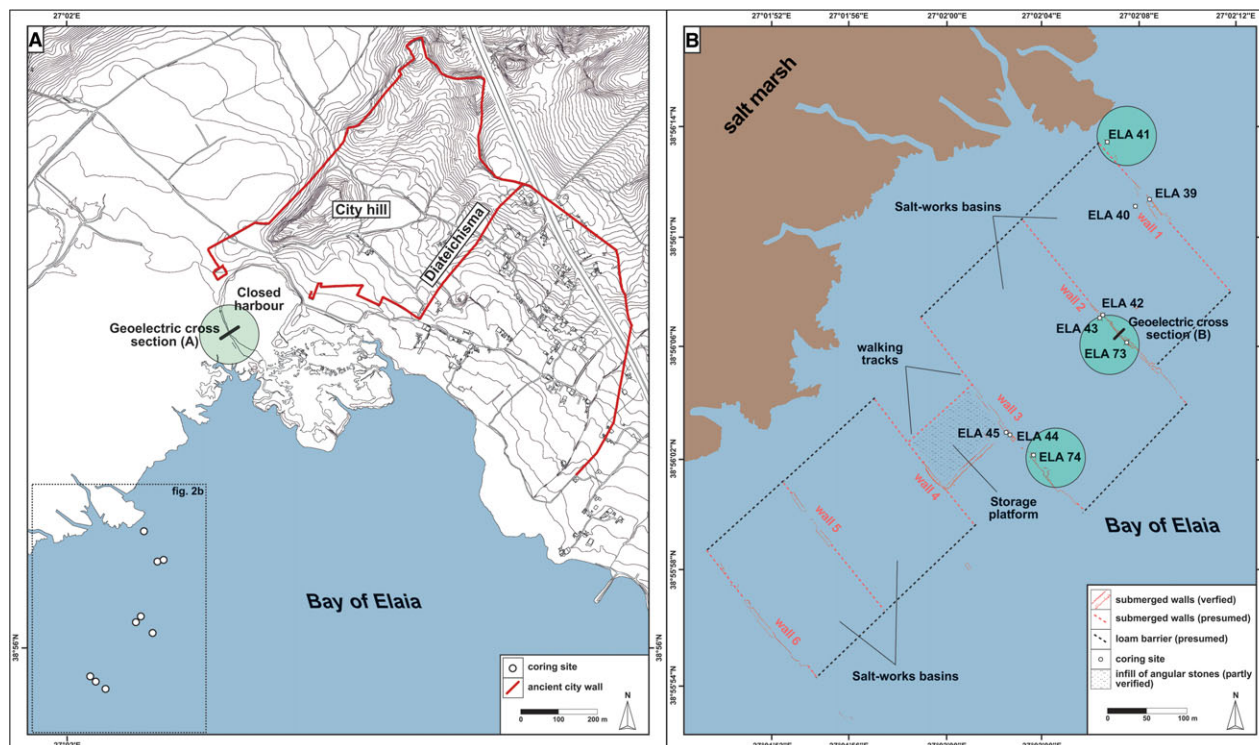 27°02'E
A
City hill
Diateichisma
Closed
harbour
Geoelectric cross
section (A)
fig. 2b
Bay of Elaia
38°56'N
38°56'N
coring site
ancient city wall
N
0 100 200 m
27°01'52"E 27°01'56"E 27°02'00"E 27°02'04"E 27°02'08"E 27°02'12"E
B
salt marsh
38°56'14"N
38°56'10"N
38°56'02"N
38°55'58"N
38°55'54"N
ELA 41
ELA 39
ELA 40
wall 1
Salt-works basins
wall 2
ELA 42
ELA 43
Geoelectric cross
section (B)
ELA 73
walking
tracks
wall 3
ELA 45
ELA 44
ELA 74
wall 4
Storage
platform
wall 5
Bay of Elaia
wall 6
Salt-works basins
submerged walls (verfied)
submerged walls (presumed)
loam barrier (presumed)
coring site
infill of angular stones (partly
verified)
N
0 50 100 m